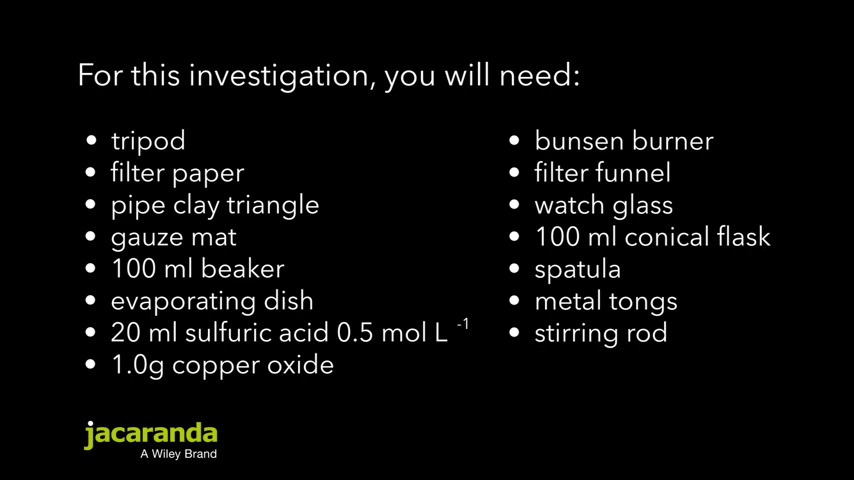 For this investigation, you will need:
• tripod
• filter paper
• pipe clay triangle
• gauze mat
• 100 ml beaker
• evaporating dish
• 20 ml sulfuric acid 0.5 mol L -1
• 1.0g copper oxide
• bunsen burner
• filter funnel
• watch glass
• 100 ml conical flask
• spatula
• metal tongs
• stirring rod
jacaranda
A Wiley Brand